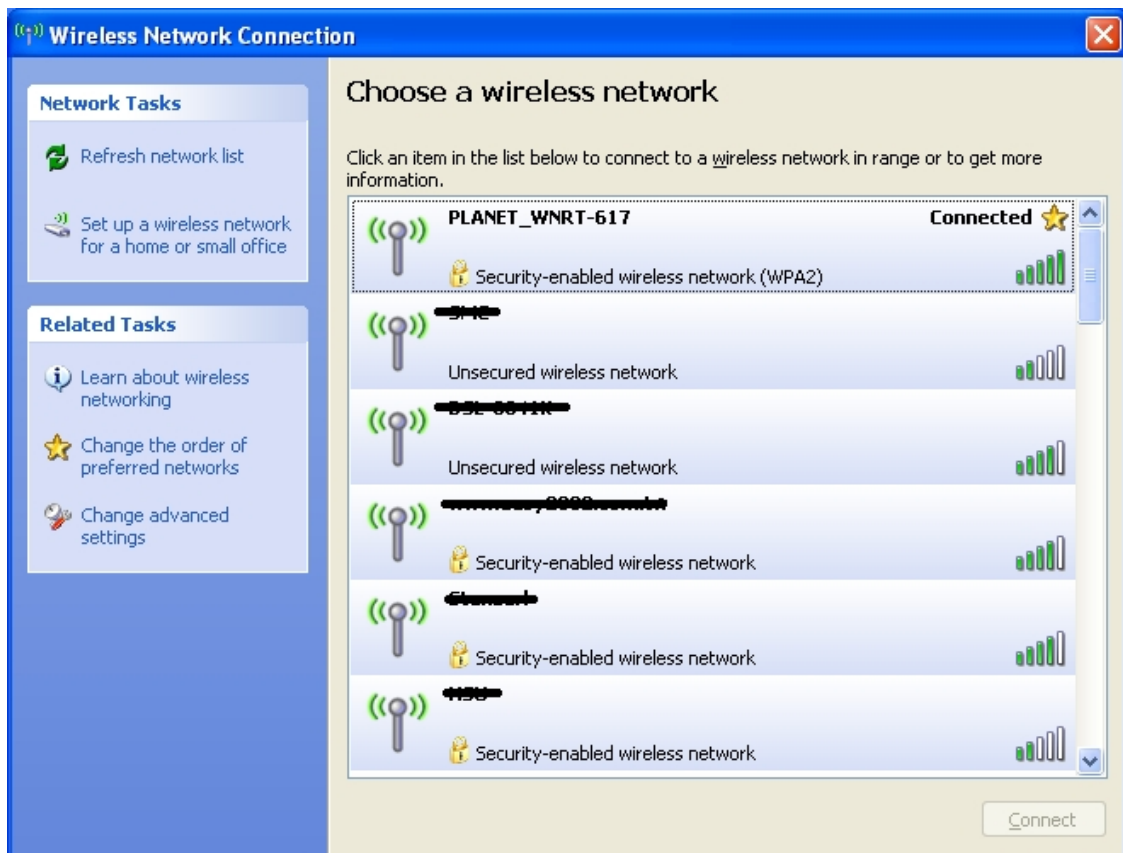 Wireless Network Connection
Network Tasks
Refresh network list
Set up a wireless network
for a home or small office
Related Tasks
Learn about wireless
networking
Change the order of
preferred networks
Change advanced
settings
Choose a wireless network
Click an item in the list below to connect to a wireless network in range or to get more
information.
PLANET_WNRT-617 Connected
Security-enabled wireless network (WPA2)
Unsecured wireless network
Unsecured wireless network
Security-enabled wireless network
Security-enabled wireless network
Security-enabled wireless network
Connect